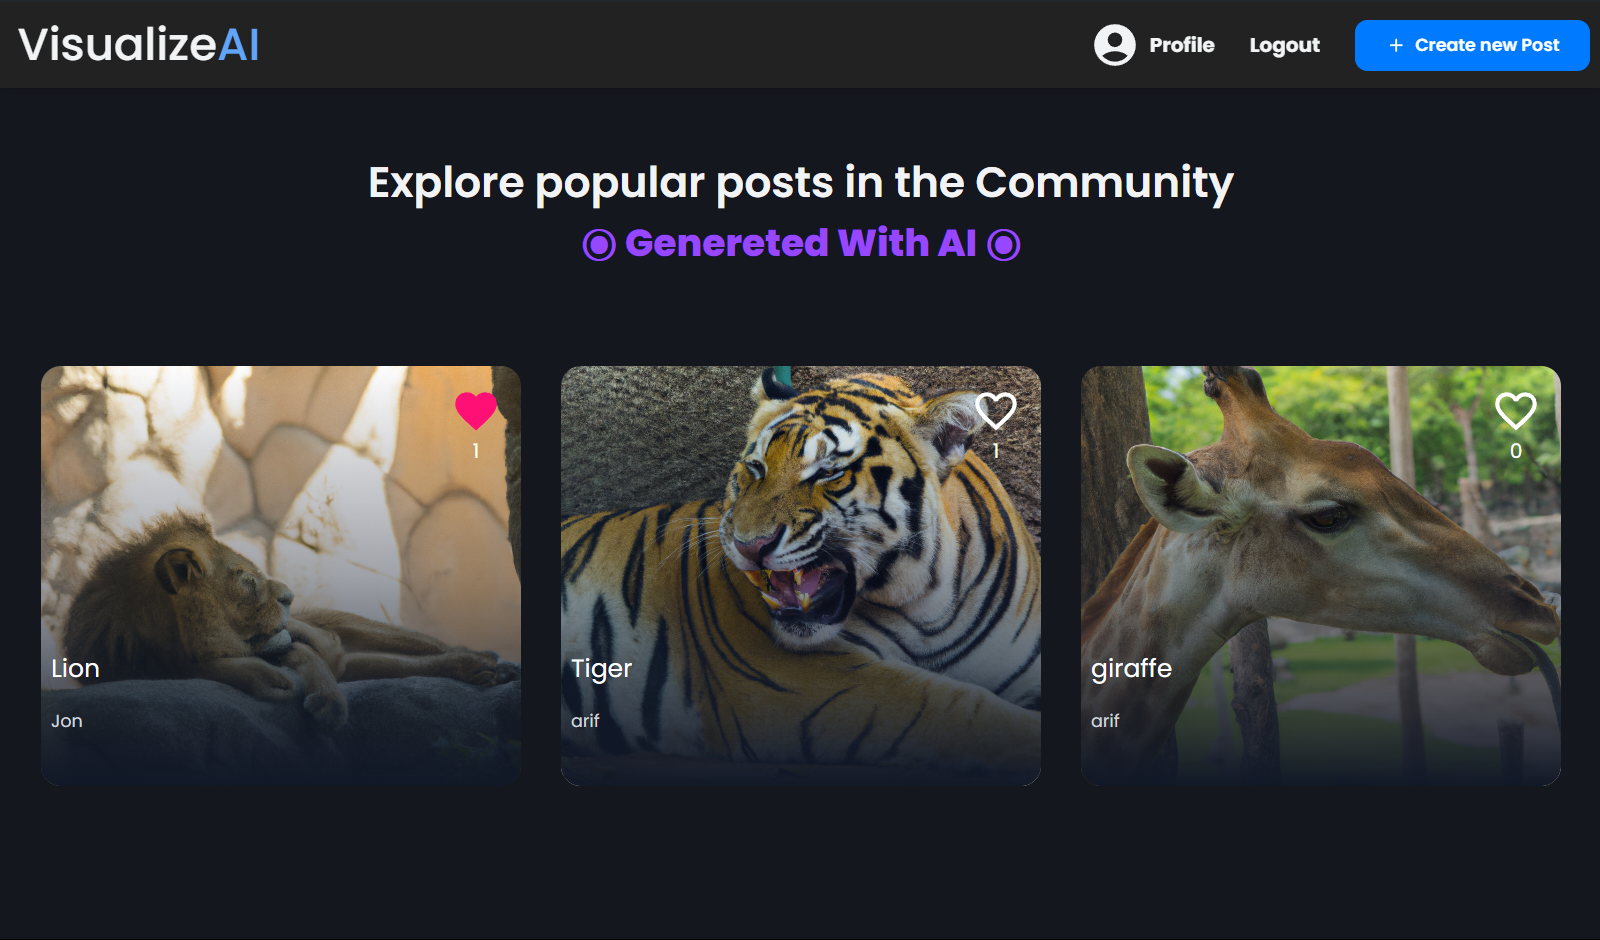 VisualizeAI
Profile
Logout
+ Create new Post
Explore popular posts in the Community
◉ Genereted With AI ◉
1
Lion
Jon
1
Tiger
arif
0
giraffe
arif